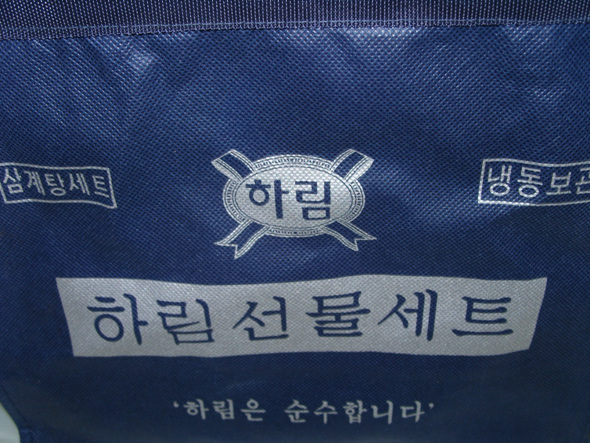 삼계탕세트
하림
냉동보관
하림선물세트
'하림은 순수합니다'